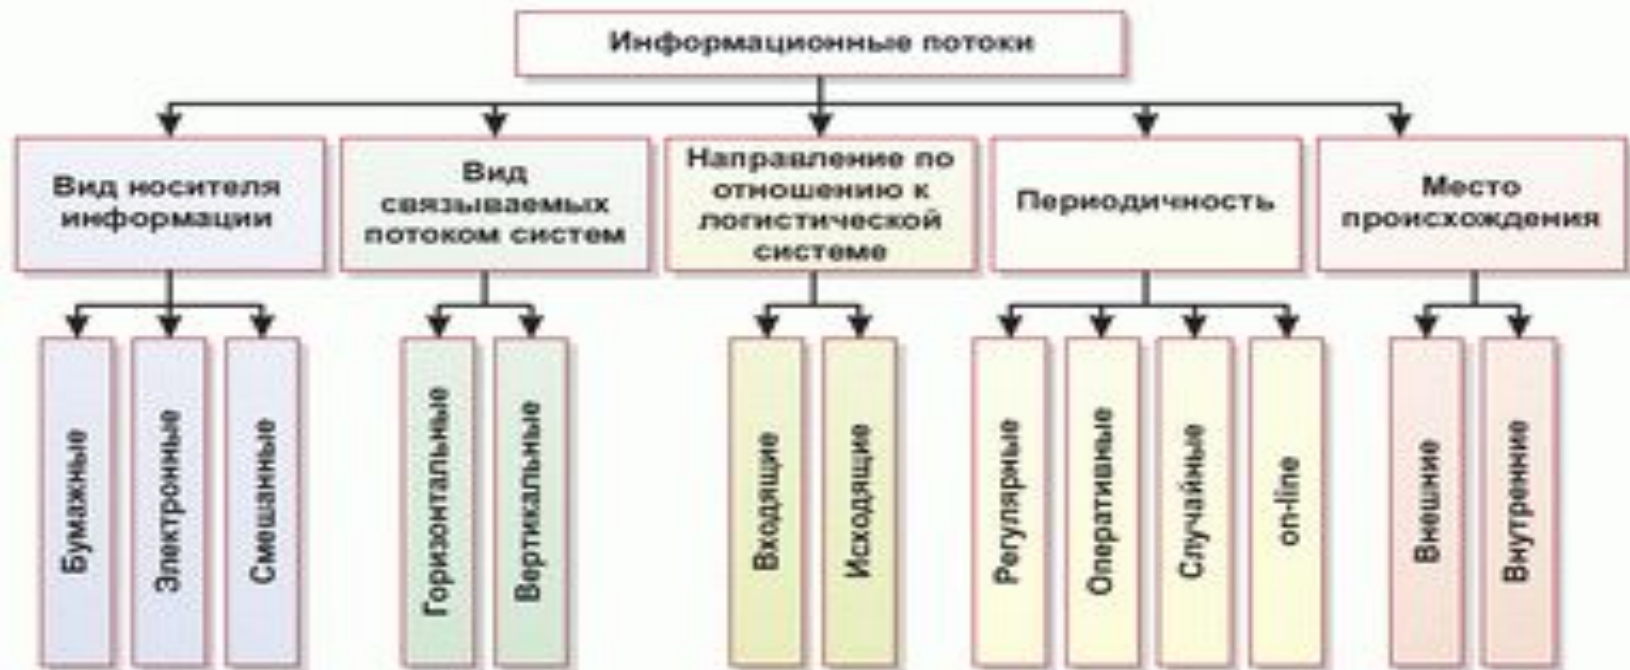 Информационные потоки
Вид носителя
информации
Вид
связываемых
потоком систем
Направление по
отношению к
логистической
системе
Периодичность
Место
происхождения
Бумажные
Электронные
Смешанные
Горизонтальные
Вертикальные
Входящие
Исходящие
Регулярные
Оперативные
Случайные
on-line
Внешние
Внутренние